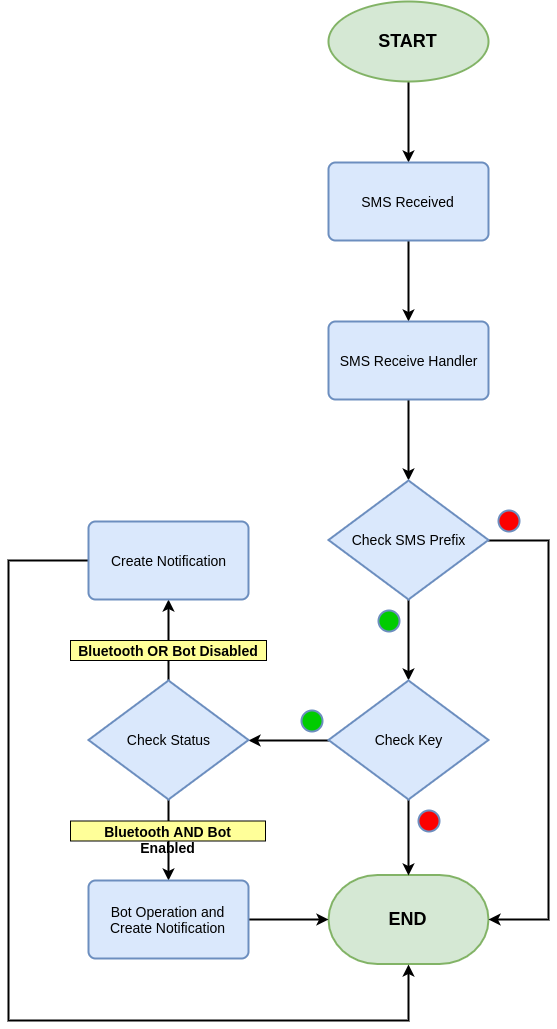 START
SMS Received
SMS Receive Handler
Check SMS Prefix
Create Notification
Bluetooth OR Bot Disabled
Check Status
Check Key
Bluetooth AND Bot
Enabled
Bot Operation and
Create Notification
END